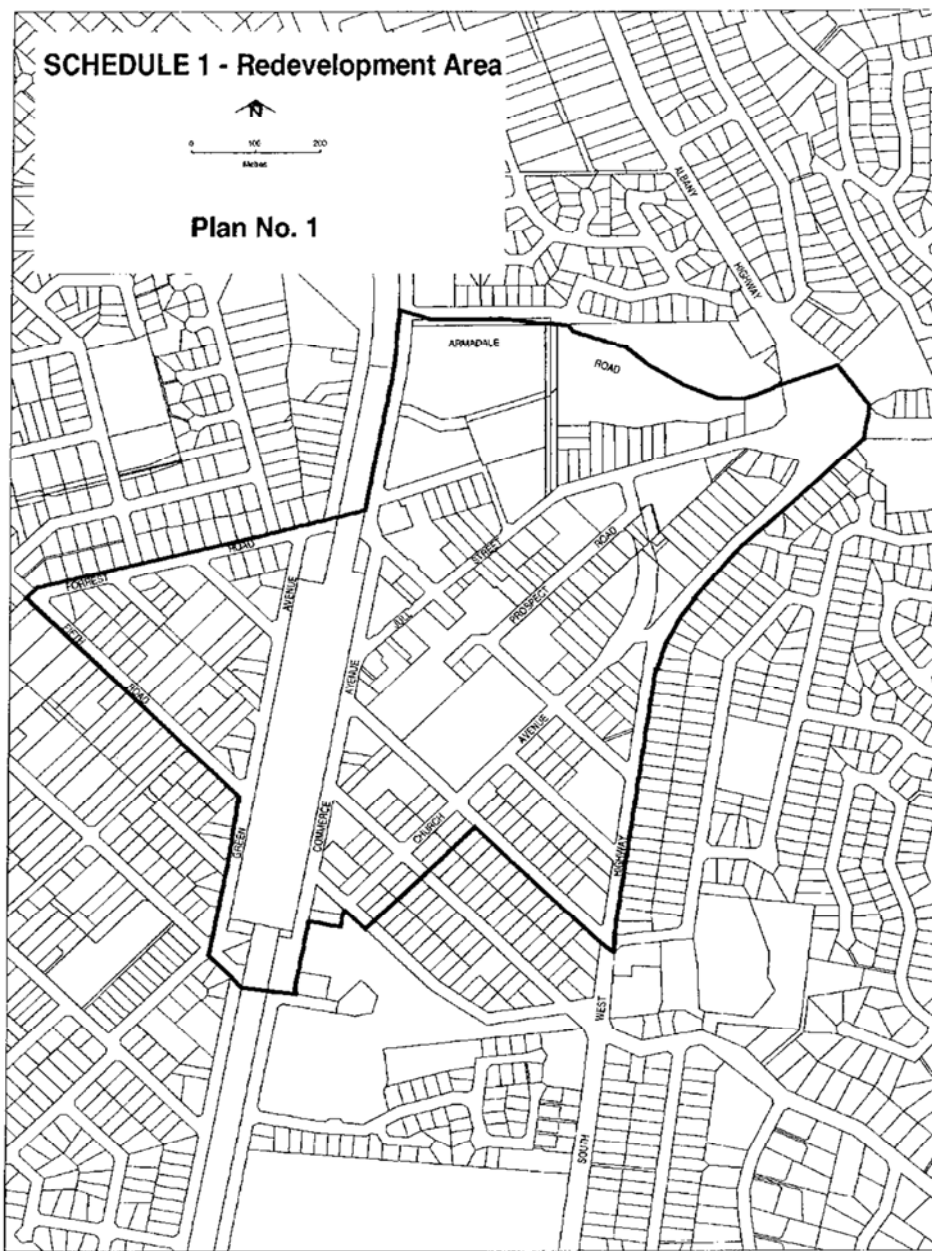 SCHEDULE 1 - Redevelopment Area
N
0 100 200
Metres
Plan No. 1
ALBANY
HIGHWAY
ARMADALE
ROAD
FORREST
ROAD
FIFTH
ROAD
AVENUE
GREEN
AVENUE
COMMERCE
JULL
STREET
PROSPECT
ROAD
CHURCH
AVENUE
HIGHWAY
WEST
SOUTH